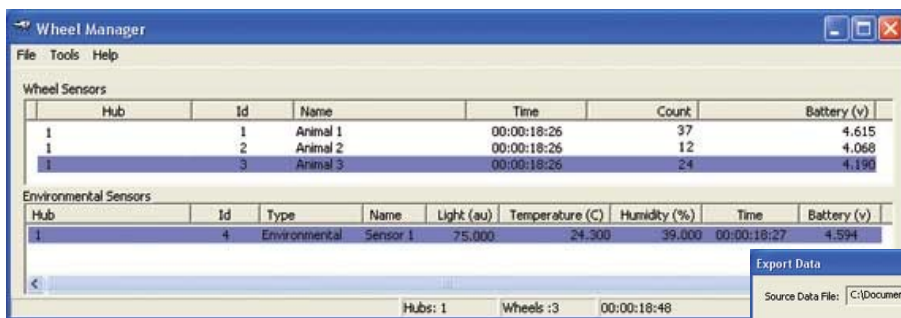 Wheel Manager
File Tools Help
Wheel Sensors
Hub Id Name Time Count Battery (v)
1 1 Animal 1 00:00:18:26 37 4.615
1 2 Animal 2 00:00:18:26 12 4.068
1 3 Animal 3 00:00:18:26 24 4.190
Environmental Sensors
Hub Id Type Name Light (au) Temperature (C) Humidity (%) Time Battery (v)
1 4 Environmental Sensor 1 75.000 24.300 39.000 00:00:18:27 4.594
Export Data
Source Data File: C:\Documen
Hubs: 1 Wheels :3 00:00:18:48